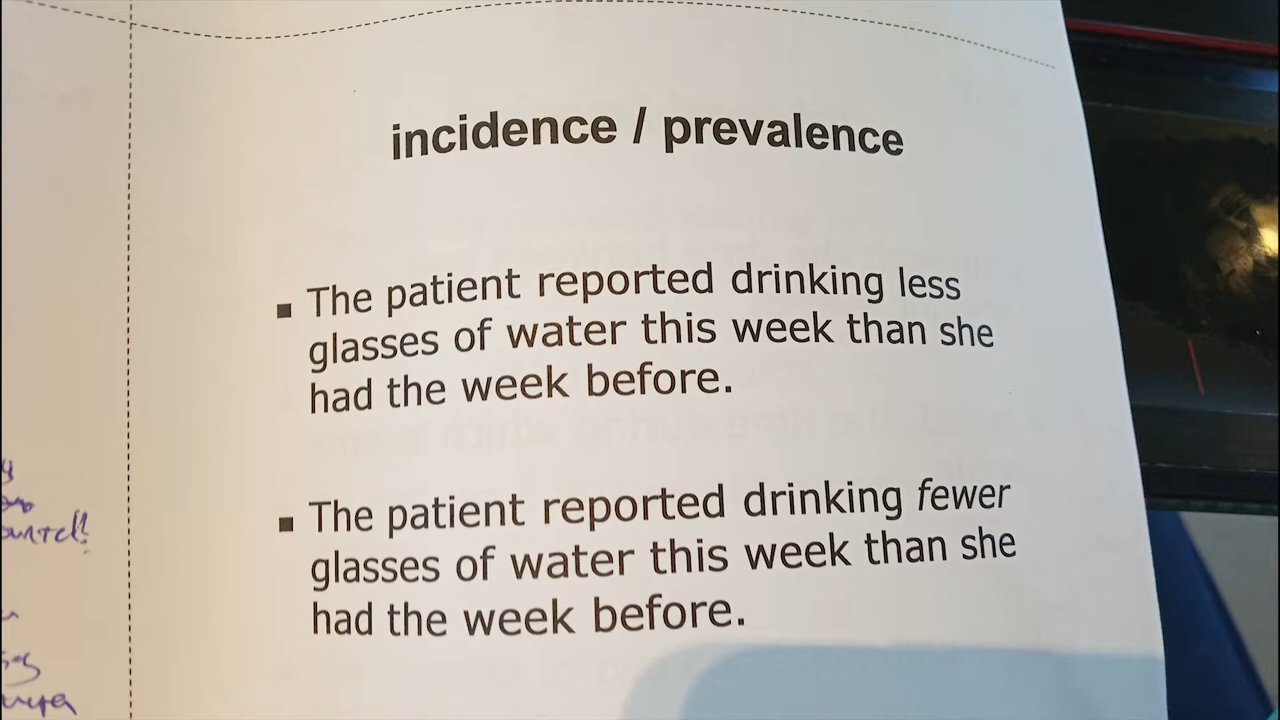 incidence / prevalence
The patient reported drinking less
glasses of water this week than she
had the week before.
The patient reported drinking fewer
glasses of water this week than she
had the week before.